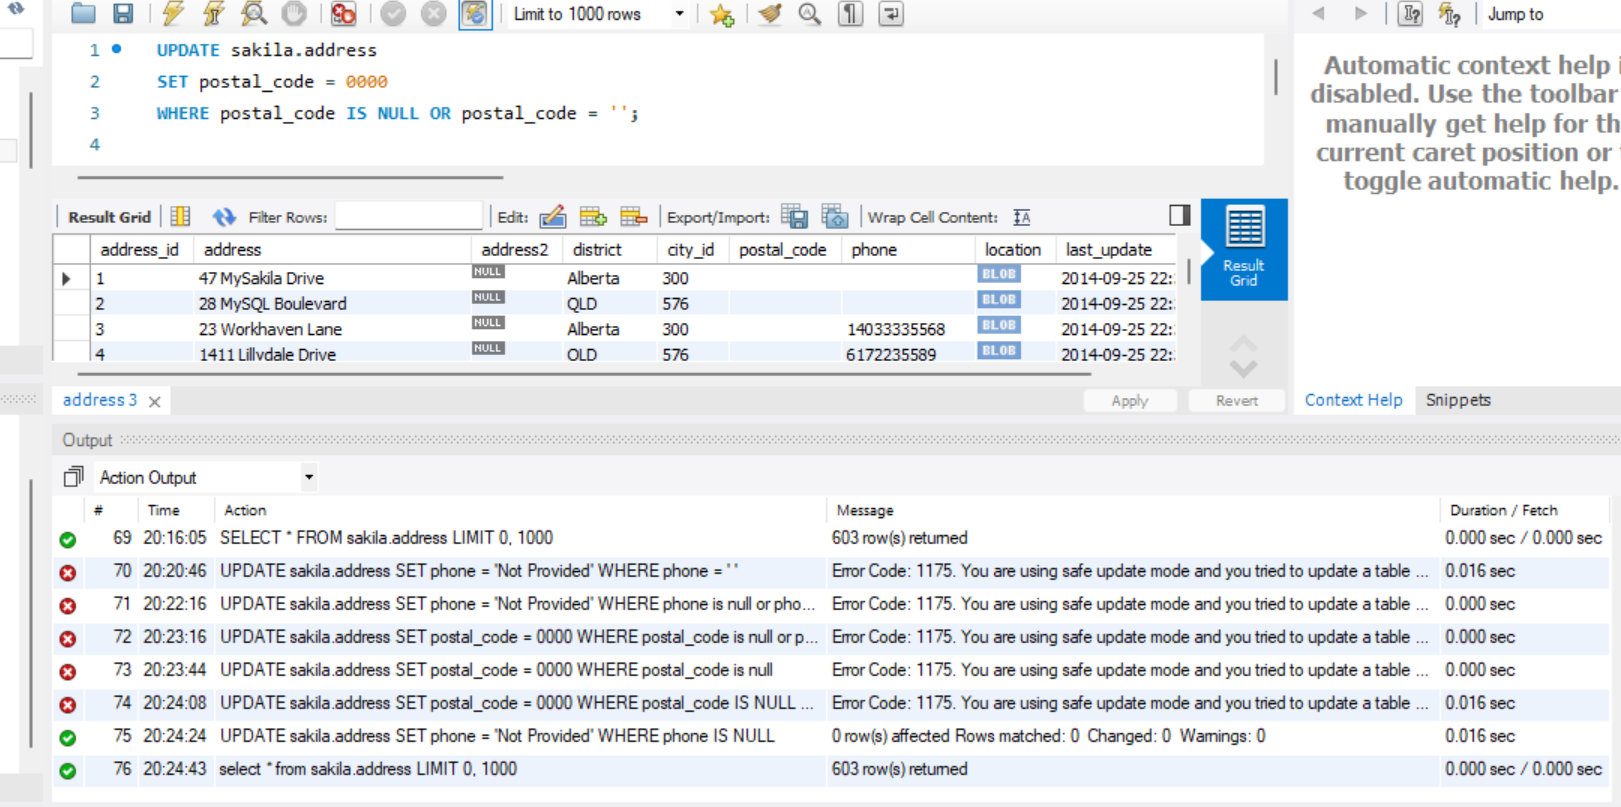 Limit to 1000 rows
Jump to
1 UPDATE sakila.address
2 SET postal_code = 0000
3 WHERE postal_code IS NULL OR postal_code = '';
4
Automatic context help
disabled. Use the toolbar
manually get help for
current caret position or
toggle automatic help.
Result Grid Filter Rows: Edit: Export/Import: Wrap Cell Content:
address_id address address2 district city_id postal_code phone location last_update
1 47 MySakila Drive NULL Alberta 300 BLOB 2014-09-25 22:
2 28 MySQL Boulevard NULL QLD 576 BLOB 2014-09-25 22:
3 23 Workhaven Lane NULL Alberta 300 14033335568 BLOB 2014-09-25 22:
4 1411 Lillydale Drive NULL QLD 576 6172235589 BLOB 2014-09-25 22:
Result
Grid
address 3
Apply Revert
Context Help Snippets
Output
Action Output
# Time Action Message Duration / Fetch
69 20:16:05 SELECT * FROM sakila.address LIMIT 0, 1000 603 row(s) returned 0.000 sec / 0.000 sec
70 20:20:46 UPDATE sakila.address SET phone = 'Not Provided' WHERE phone = ' ' Error Code: 1175. You are using safe update mode and you tried to update a table ... 0.016 sec
71 20:22:16 UPDATE sakila.address SET phone = 'Not Provided' WHERE phone is null or pho... Error Code: 1175. You are using safe update mode and you tried to update a table ... 0.000 sec
72 20:23:16 UPDATE sakila.address SET postal_code = 0000 WHERE postal_code is null or p... Error Code: 1175. You are using safe update mode and you tried to update a table ... 0.000 sec
73 20:23:44 UPDATE sakila.address SET postal_code = 0000 WHERE postal_code is null Error Code: 1175. You are using safe update mode and you tried to update a table ... 0.000 sec
74 20:24:08 UPDATE sakila.address SET postal_code = 0000 WHERE postal_code IS NULL ... Error Code: 1175. You are using safe update mode and you tried to update a table ... 0.016 sec
75 20:24:24 UPDATE sakila.address SET phone = 'Not Provided' WHERE phone IS NULL 0 row(s) affected Rows matched: 0 Changed: 0 Warnings: 0 0.016 sec
76 20:24:43 select * from sakila.address LIMIT 0, 1000 603 row(s) returned 0.000 sec / 0.000 sec